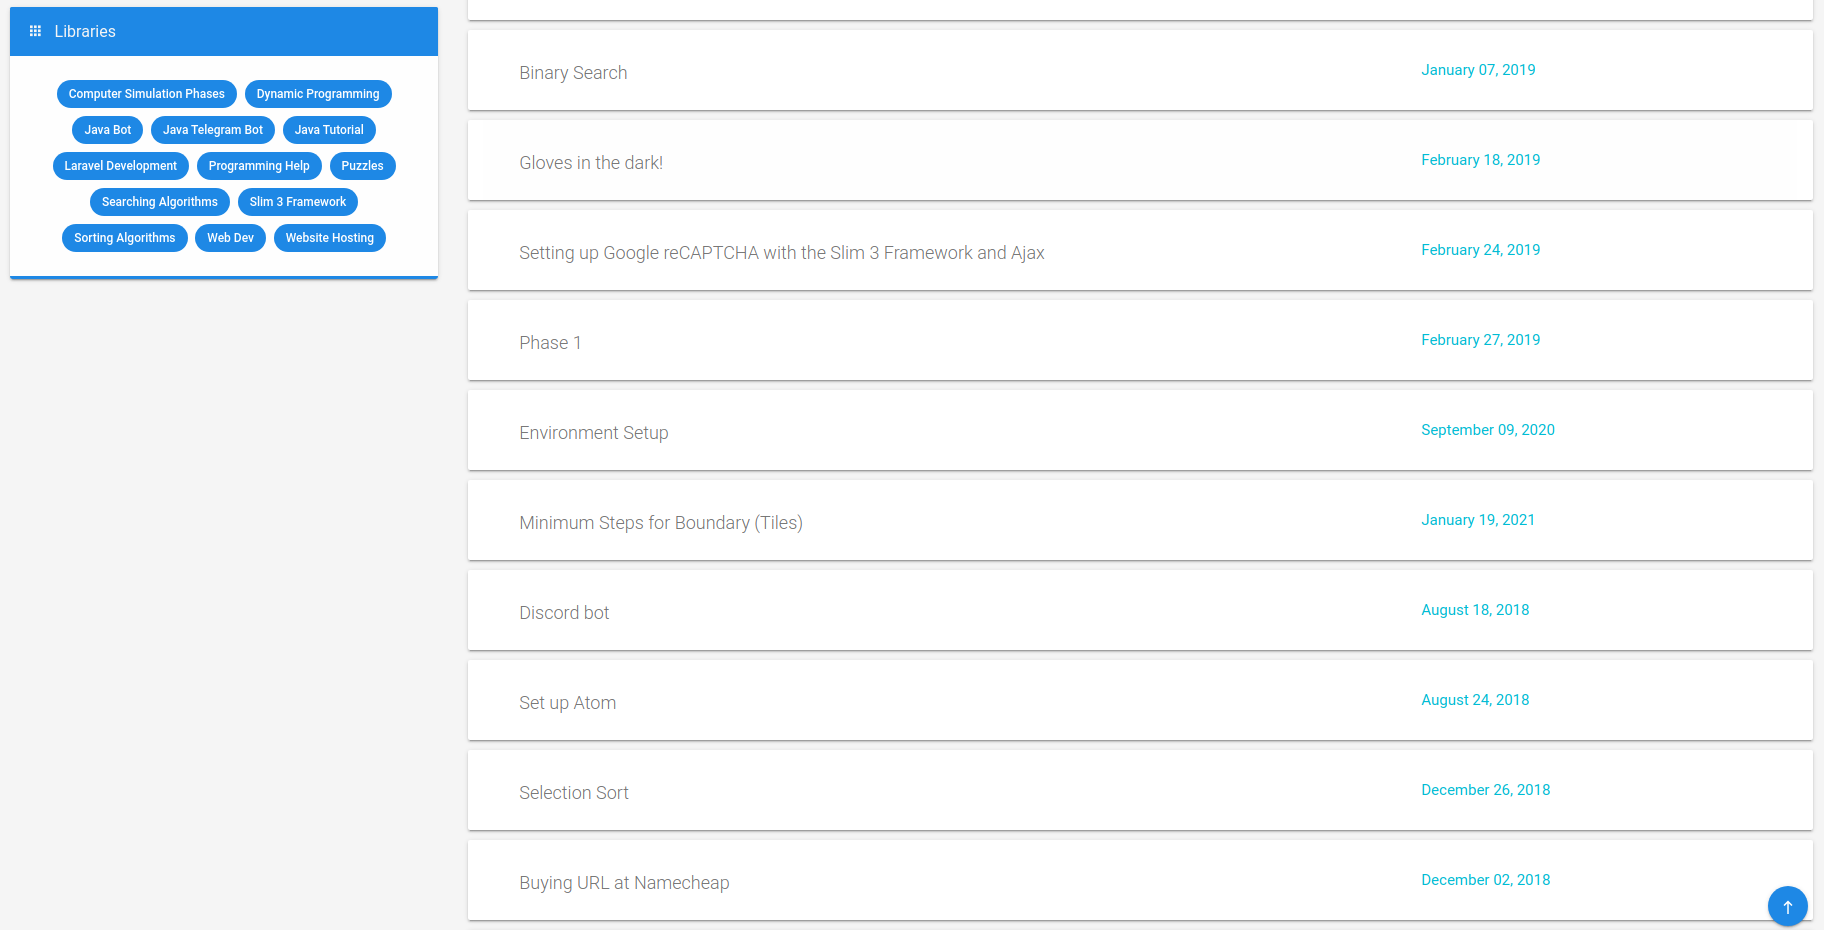 Libraries
Computer Simulation Phases
Dynamic Programming
Java Bot
Java Telegram Bot
Java Tutorial
Laravel Development
Programming Help
Puzzles
Searching Algorithms
Slim 3 Framework
Sorting Algorithms
Web Dev
Website Hosting
Binary Search
January 07, 2019
Gloves in the dark!
February 18, 2019
Setting up Google reCAPTCHA with the Slim 3 Framework and Ajax
February 24, 2019
Phase 1
February 27, 2019
Environment Setup
September 09, 2020
Minimum Steps for Boundary (Tiles)
January 19, 2021
Discord bot
August 18, 2018
Set up Atom
August 24, 2018
Selection Sort
December 26, 2018
Buying URL at Namecheap
December 02, 2018